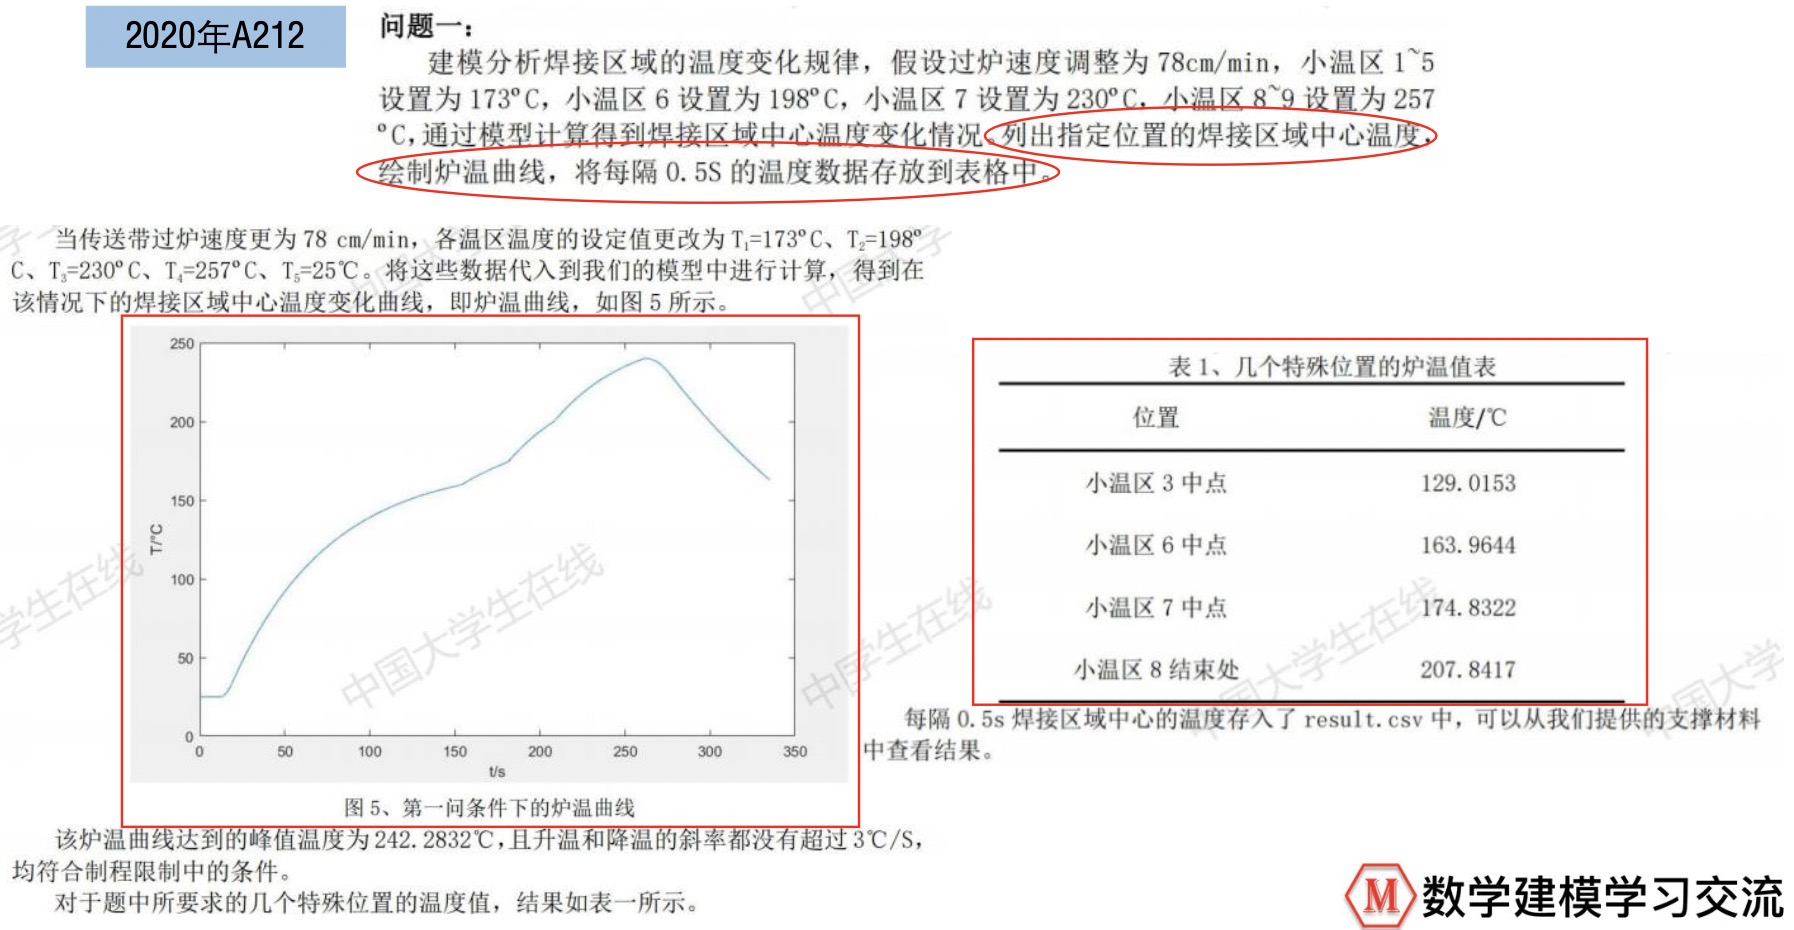 2020年A212
问题一：
建模分析焊接区域的温度变化规律，假设过炉速度调整为 78cm/min，小温区 1~5
设置为 173ºC，小温区 6 设置为 198ºC，小温区 7 设置为 230ºC，小温区 8~9 设置为 257
ºC，通过模型计算得到焊接区域中心温度变化情况。列出指定位置的焊接区域中心温度，
绘制炉温曲线，将每隔 0.5S 的温度数据存放到表格中。
当传送带过炉速度更为 78 cm/min，各温区温度的设定值更改为 T₁=173ºC、T₂=198º
C、T₃=230ºC、T₄=257ºC、T₅=25℃。将这些数据代入到我们的模型中进行计算，得到在
该情况下的焊接区域中心温度变化曲线，即炉温曲线，如图 5 所示。
250
200
150
100
50
0
T/°C
0 50 100 150 200 250 300 350
t/s
图 5、第一问条件下的炉温曲线
该炉温曲线达到的峰值温度为 242.2832℃，且升温和降温的斜率都没有超过 3℃/S，
均符合制程限制中的条件。
对于题中所要求的几个特殊位置的温度值，结果如表一所示。
表 1、几个特殊位置的炉温值表
位置 温度/℃
小温区 3 中点 129.0153
小温区 6 中点 163.9644
小温区 7 中点 174.8322
小温区 8 结束处 207.8417
每隔 0.5s 焊接区域中心的温度存入了 result.csv 中，可以从我们提供的支撑材料
中查看结果。
中国大学生在线
M 数学建模学习交流